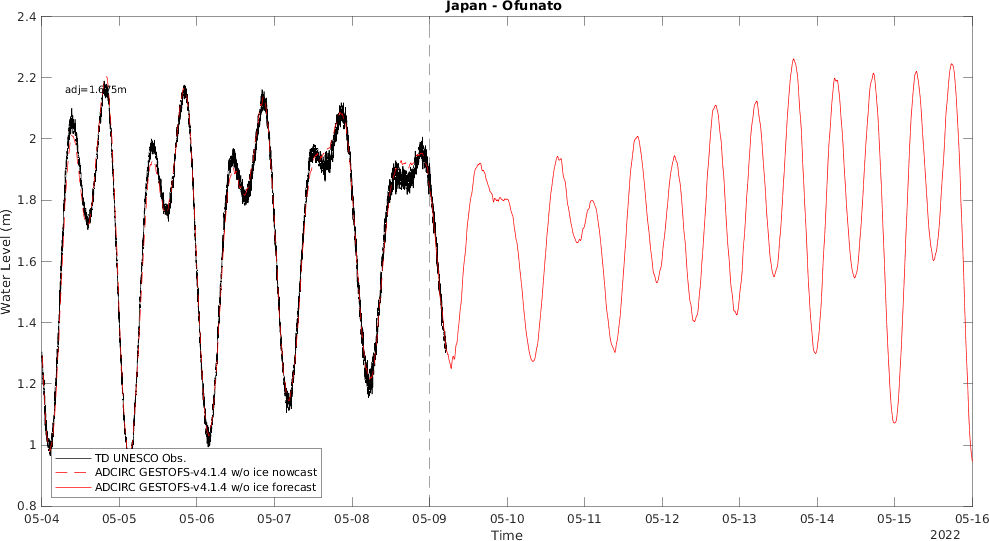 Japan - Ofunato
2.4
2.2
2
1.8
1.6
1.4
1.2
1
0.8
Water Level (m)
adj=1.675m
TD UNESCO Obs.
ADCIRC GESTOFS-v4.1.4 w/o ice nowcast
ADCIRC GESTOFS-v4.1.4 w/o ice forecast
05-04 05-05 05-06 05-07 05-08 05-09 05-10 05-11 05-12 05-13 05-14 05-15 05-16
Time
2022